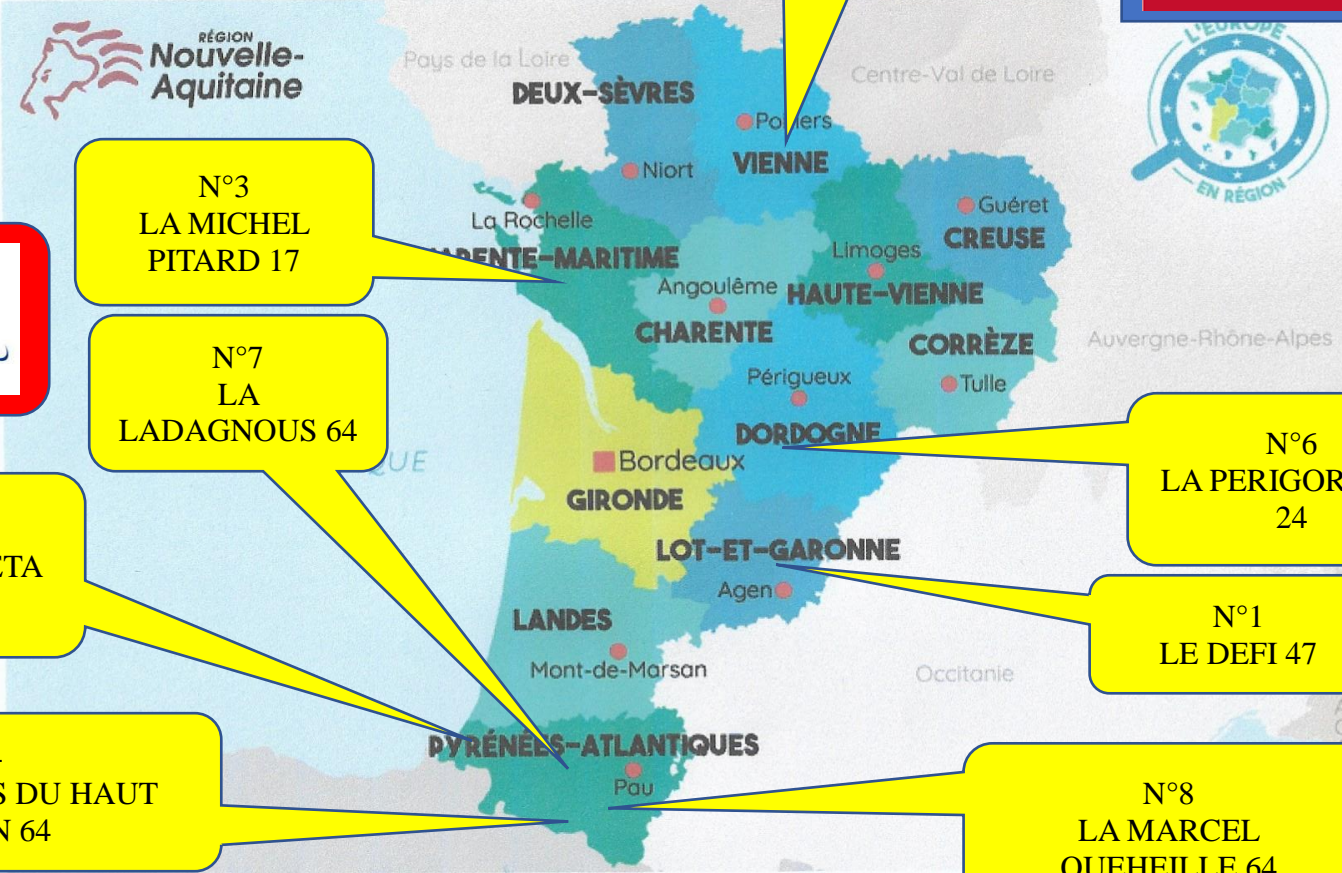 RÉGION
Nouvelle-
Aquitaine
Pays de la Loire
Centre-Val de Loire
L'EUROPE
EN RÉGION
DEUX-SÈVRES
VIENNE
Niort
N°3
LA MICHEL
PITARD 17
La Rochelle
Guéret
CREUSE
Limoges
HAUTE-VIENNE
Angoulême
CHARENTE
CORRÈZE
Tulle
Auvergne-Rhône-Alpes
N°7
LA
LADAGNOUS 64
Périgueux
DORDOGNE
Bordeaux
GIRONDE
N°6
LA
24
LOT-ET-GARONNE
Agen
N°1
LE DEFI 47
LANDES
Mont-de-Marsan
Occitanie
PYRÉNÉES-ATLANTIQUES
Pau
DU HAUT
64
N°8
LA MARCEL
QUEHEILLE 64